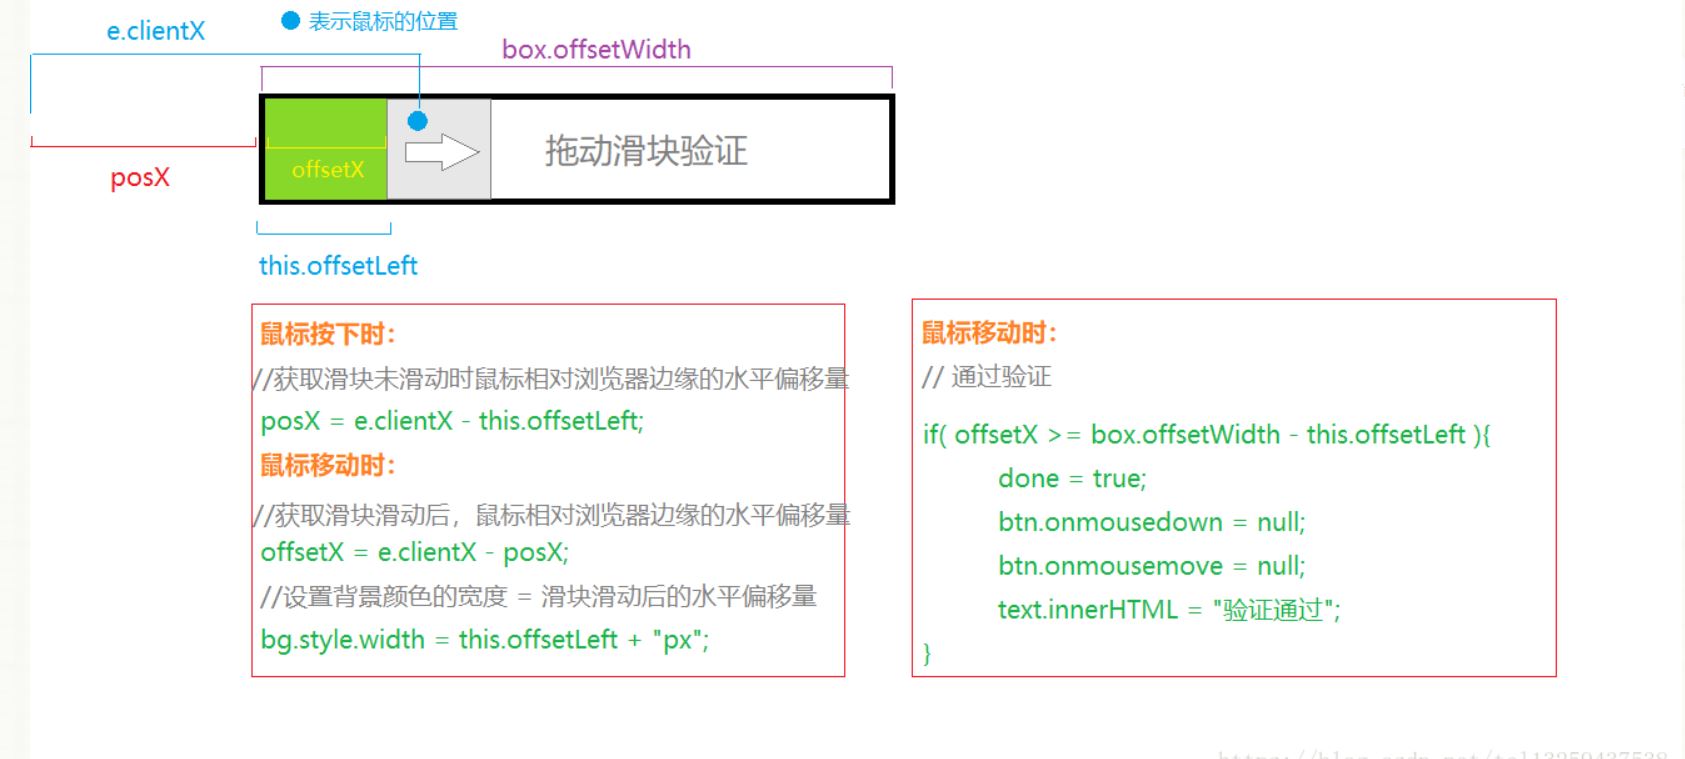 e.clientX
表示鼠标的位置
box.offsetWidth
posX
offsetX
拖动滑块验证
this.offsetLeft
鼠标按下时:
//获取滑块未滑动时鼠标相对浏览器边缘的水平偏移量
posX = e.clientX - this.offsetLeft;
鼠标移动时:
//获取滑块滑动后，鼠标相对浏览器边缘的水平偏移量
offsetX = e.clientX - posX;
//设置背景颜色的宽度 = 滑块滑动后的水平偏移量
bg.style.width = this.offsetLeft + "px";
鼠标移动时:
// 通过验证
if( offsetX >= box.offsetWidth - this.offsetLeft ){
done = true;
btn.onmousedown = null;
btn.onmousemove = null;
text.innerHTML = "验证通过";
}